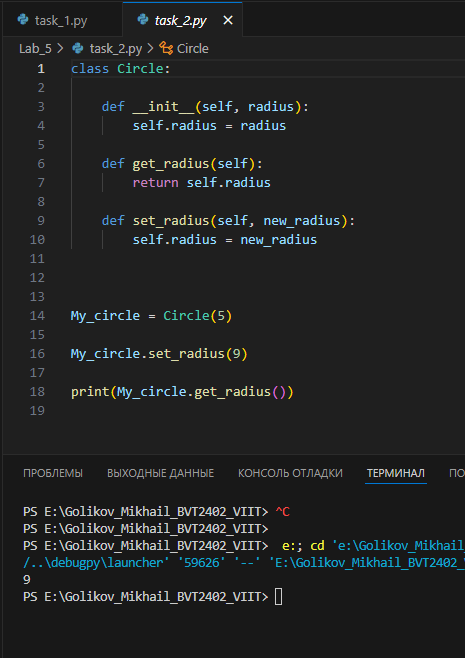 task_1.py task_2.py ✕
Lab_5 > task_2.py > Circle
1 class Circle:
2
3 def __init__(self, radius):
4 self.radius = radius
5
6 def get_radius(self):
7 return self.radius
8
9 def set_radius(self, new_radius):
10 self.radius = new_radius
11
12
13
14 My_circle = Circle(5)
15
16 My_circle.set_radius(9)
17
18 print(My_circle.get_radius())
19
ПРОБЛЕМЫ ВЫХОДНЫЕ ДАННЫЕ КОНСОЛЬ ОТЛАДКИ ТЕРМИНАЛ ПО
PS E:\Golikov_Mikhail_BVT2402_VIIT> ^C
PS E:\Golikov_Mikhail_BVT2402_VIIT>
PS E:\Golikov_Mikhail_BVT2402_VIIT> e:; cd 'e:\Golikov_Mikhail_
/..\debugpy\launcher' '59626' '--' 'E:\Golikov_Mikhail_BVT2402_
9
PS E:\Golikov_Mikhail_BVT2402_VIIT>